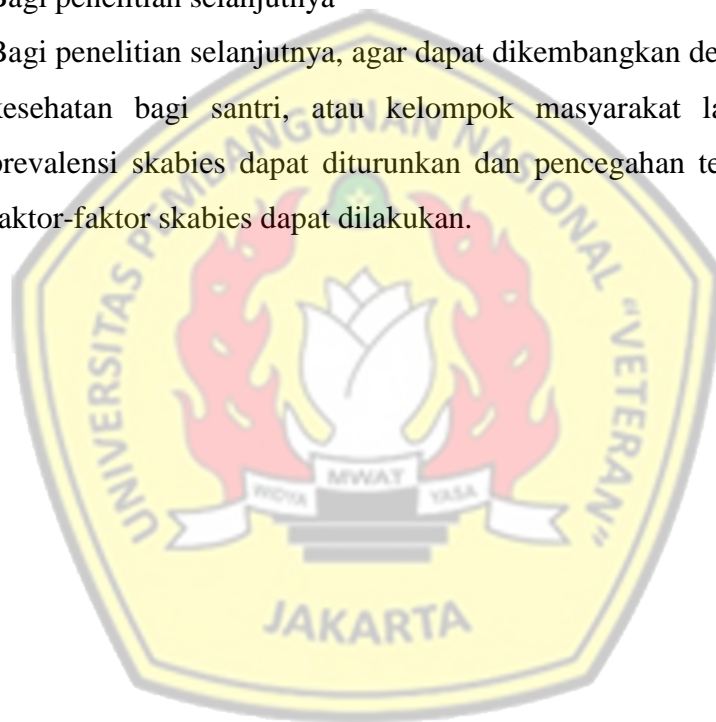 Bagi penelitian selanjutnya
Bagi penelitian selanjutnya, agar dapat dikembangkan de
kesehatan bagi santri, atau kelompok masyarakat la
prevalensi skabies dapat diturunkan dan pencegahan te
faktor-faktor skabies dapat dilakukan.
UNIVERSITAS PEMBANGUNAN NASIONAL "VETERAN"
WIDYA MWAT YASA
JAKARTA